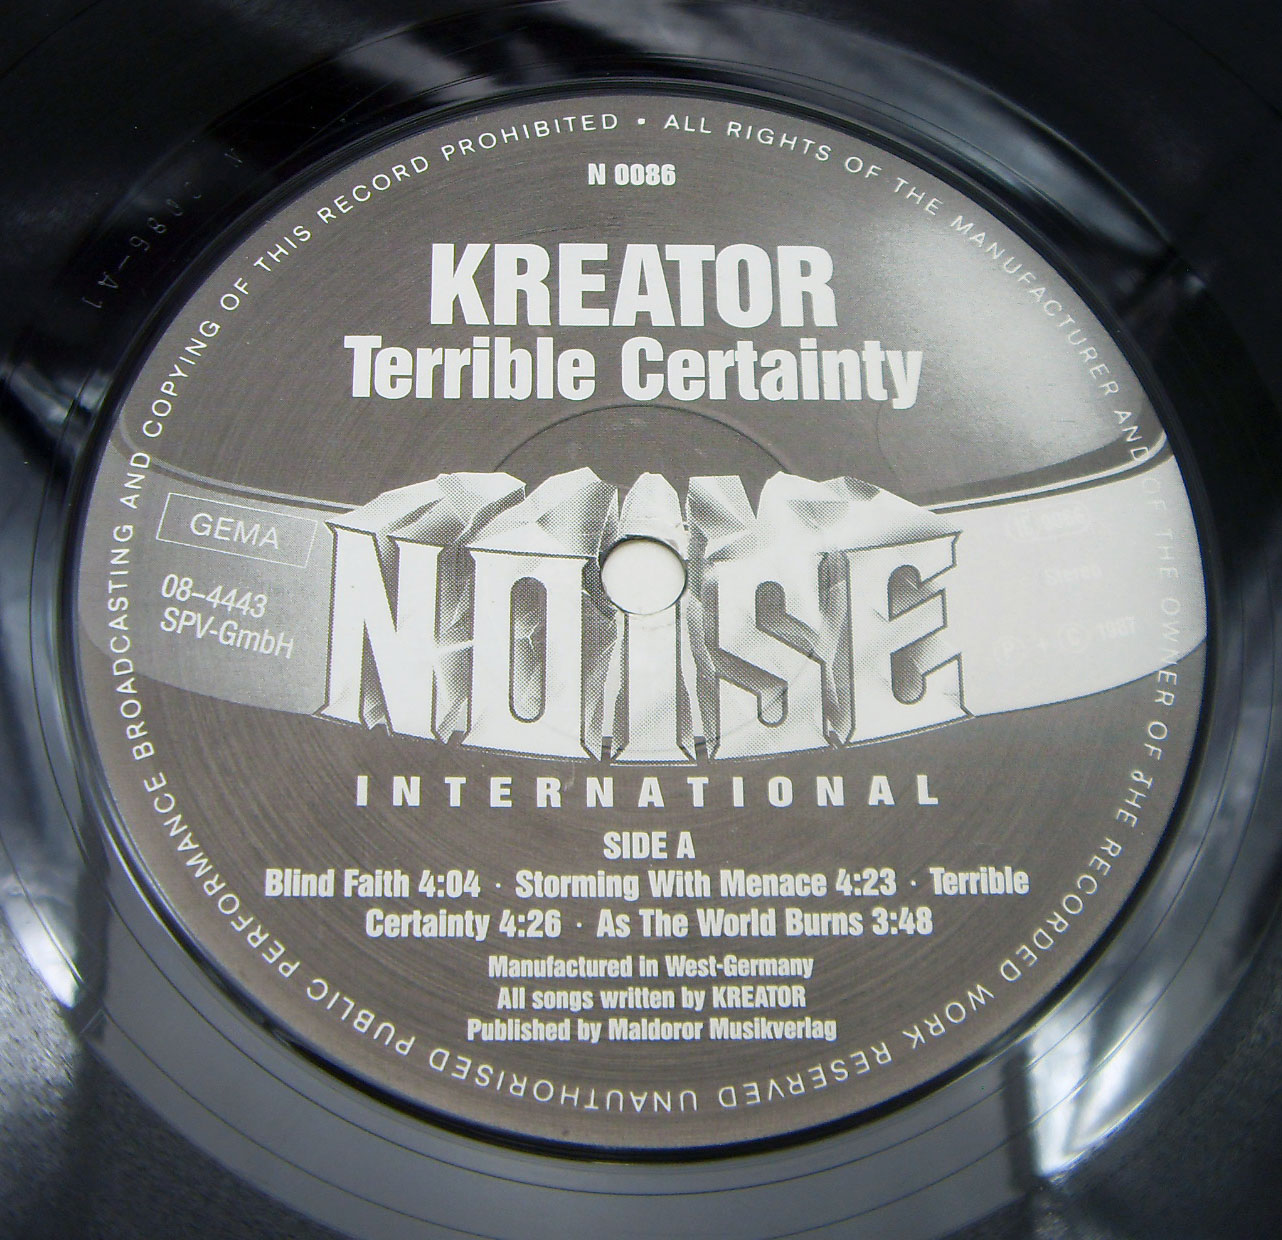 N 0086
KREATOR
Terrible Certainty
GEMA
08-4443
SPV-GmbH
NOISE
INTERNATIONAL
Stereo
P + C 1987
SIDE A
Blind Faith 4:04 · Storming With Menace 4:23 · Terrible
Certainty 4:26 · As The World Burns 3:48
Manufactured in West-Germany
All songs written by KREATOR
Published by Maldoror Musikverlag
ALL RIGHTS OF THE MANUFACTURER AND OF THE OWNER OF THE RECORDED WORK RESERVED UNAUTHORISED PUBLIC PERFORMANCE BROADCASTING AND COPYING OF THIS RECORD PROHIBITED •